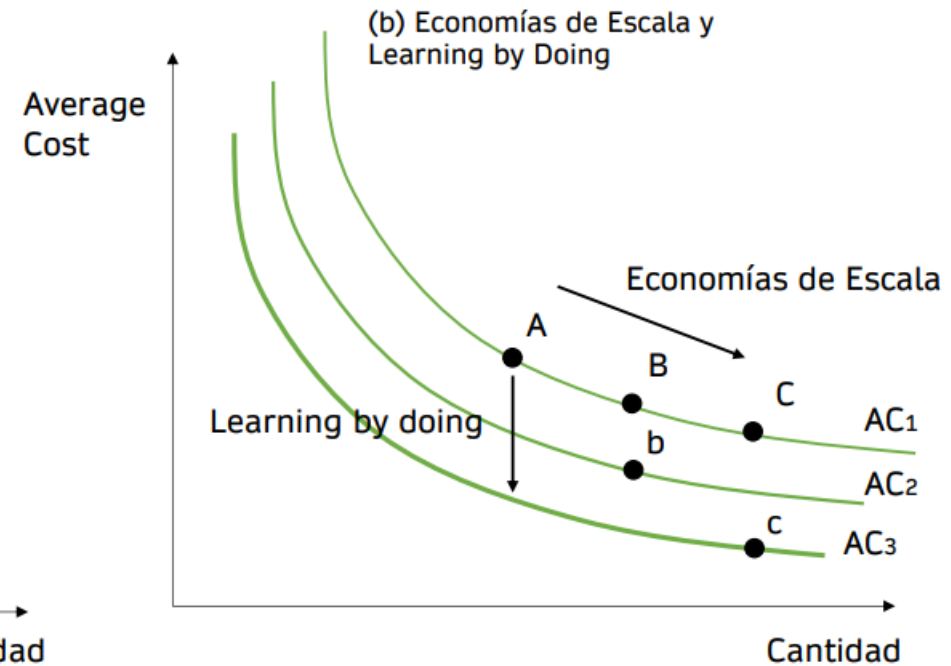 (b) Economías de Escala y
Learning by Doing
Average
Cost
Economías de Escala
A
B
C
AC1
Learning by doing
b
AC2
c
AC3
dad
Cantidad